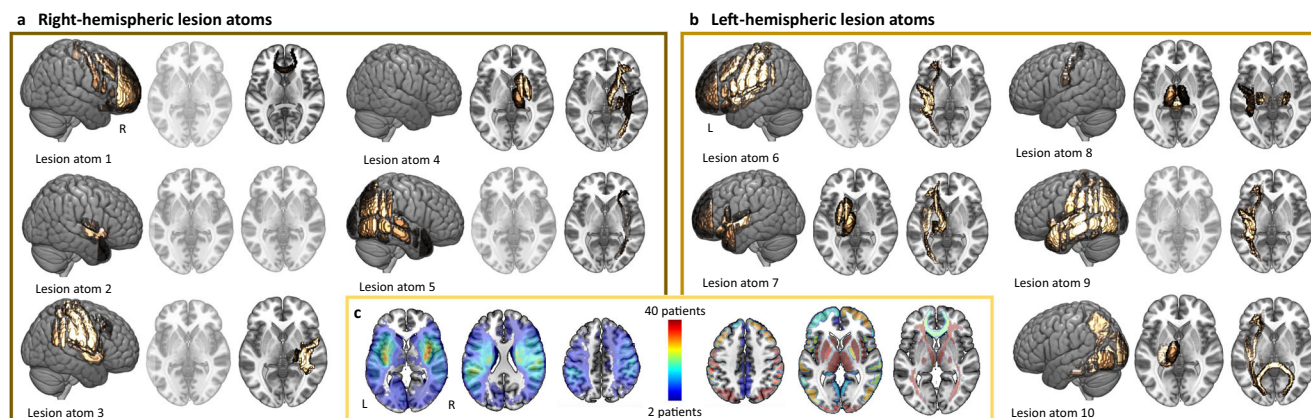 a Right-hemispheric lesion atoms
R
Lesion atom 1
Lesion atom 4
Lesion atom 2
Lesion atom 5
Lesion atom 3
b Left-hemispheric lesion atoms
L
Lesion atom 6
Lesion atom 8
Lesion atom 7
Lesion atom 9
Lesion atom 10
c
40 patients
2 patients
L
R